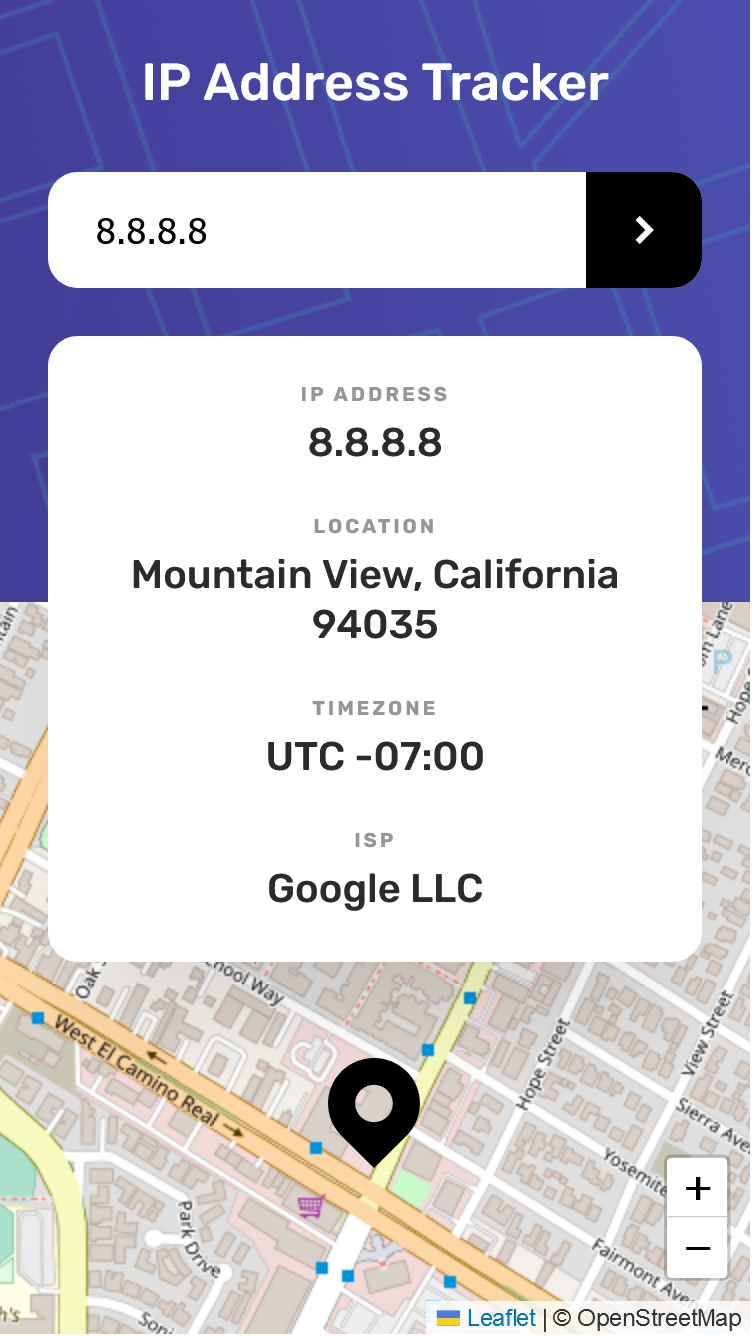 IP Address Tracker
8.8.8.8
IP ADDRESS
8.8.8.8
LOCATION
Mountain View, California
94035
TIMEZONE
UTC -07:00
ISP
Google LLC
Oak
West El Camino Real
Hope Street
View Street
Sierra Ave
Yosemite
Fairmont Ave
Park Drive
Way
Lane
Hope
P
+
−
Leaflet | © OpenStreetMap